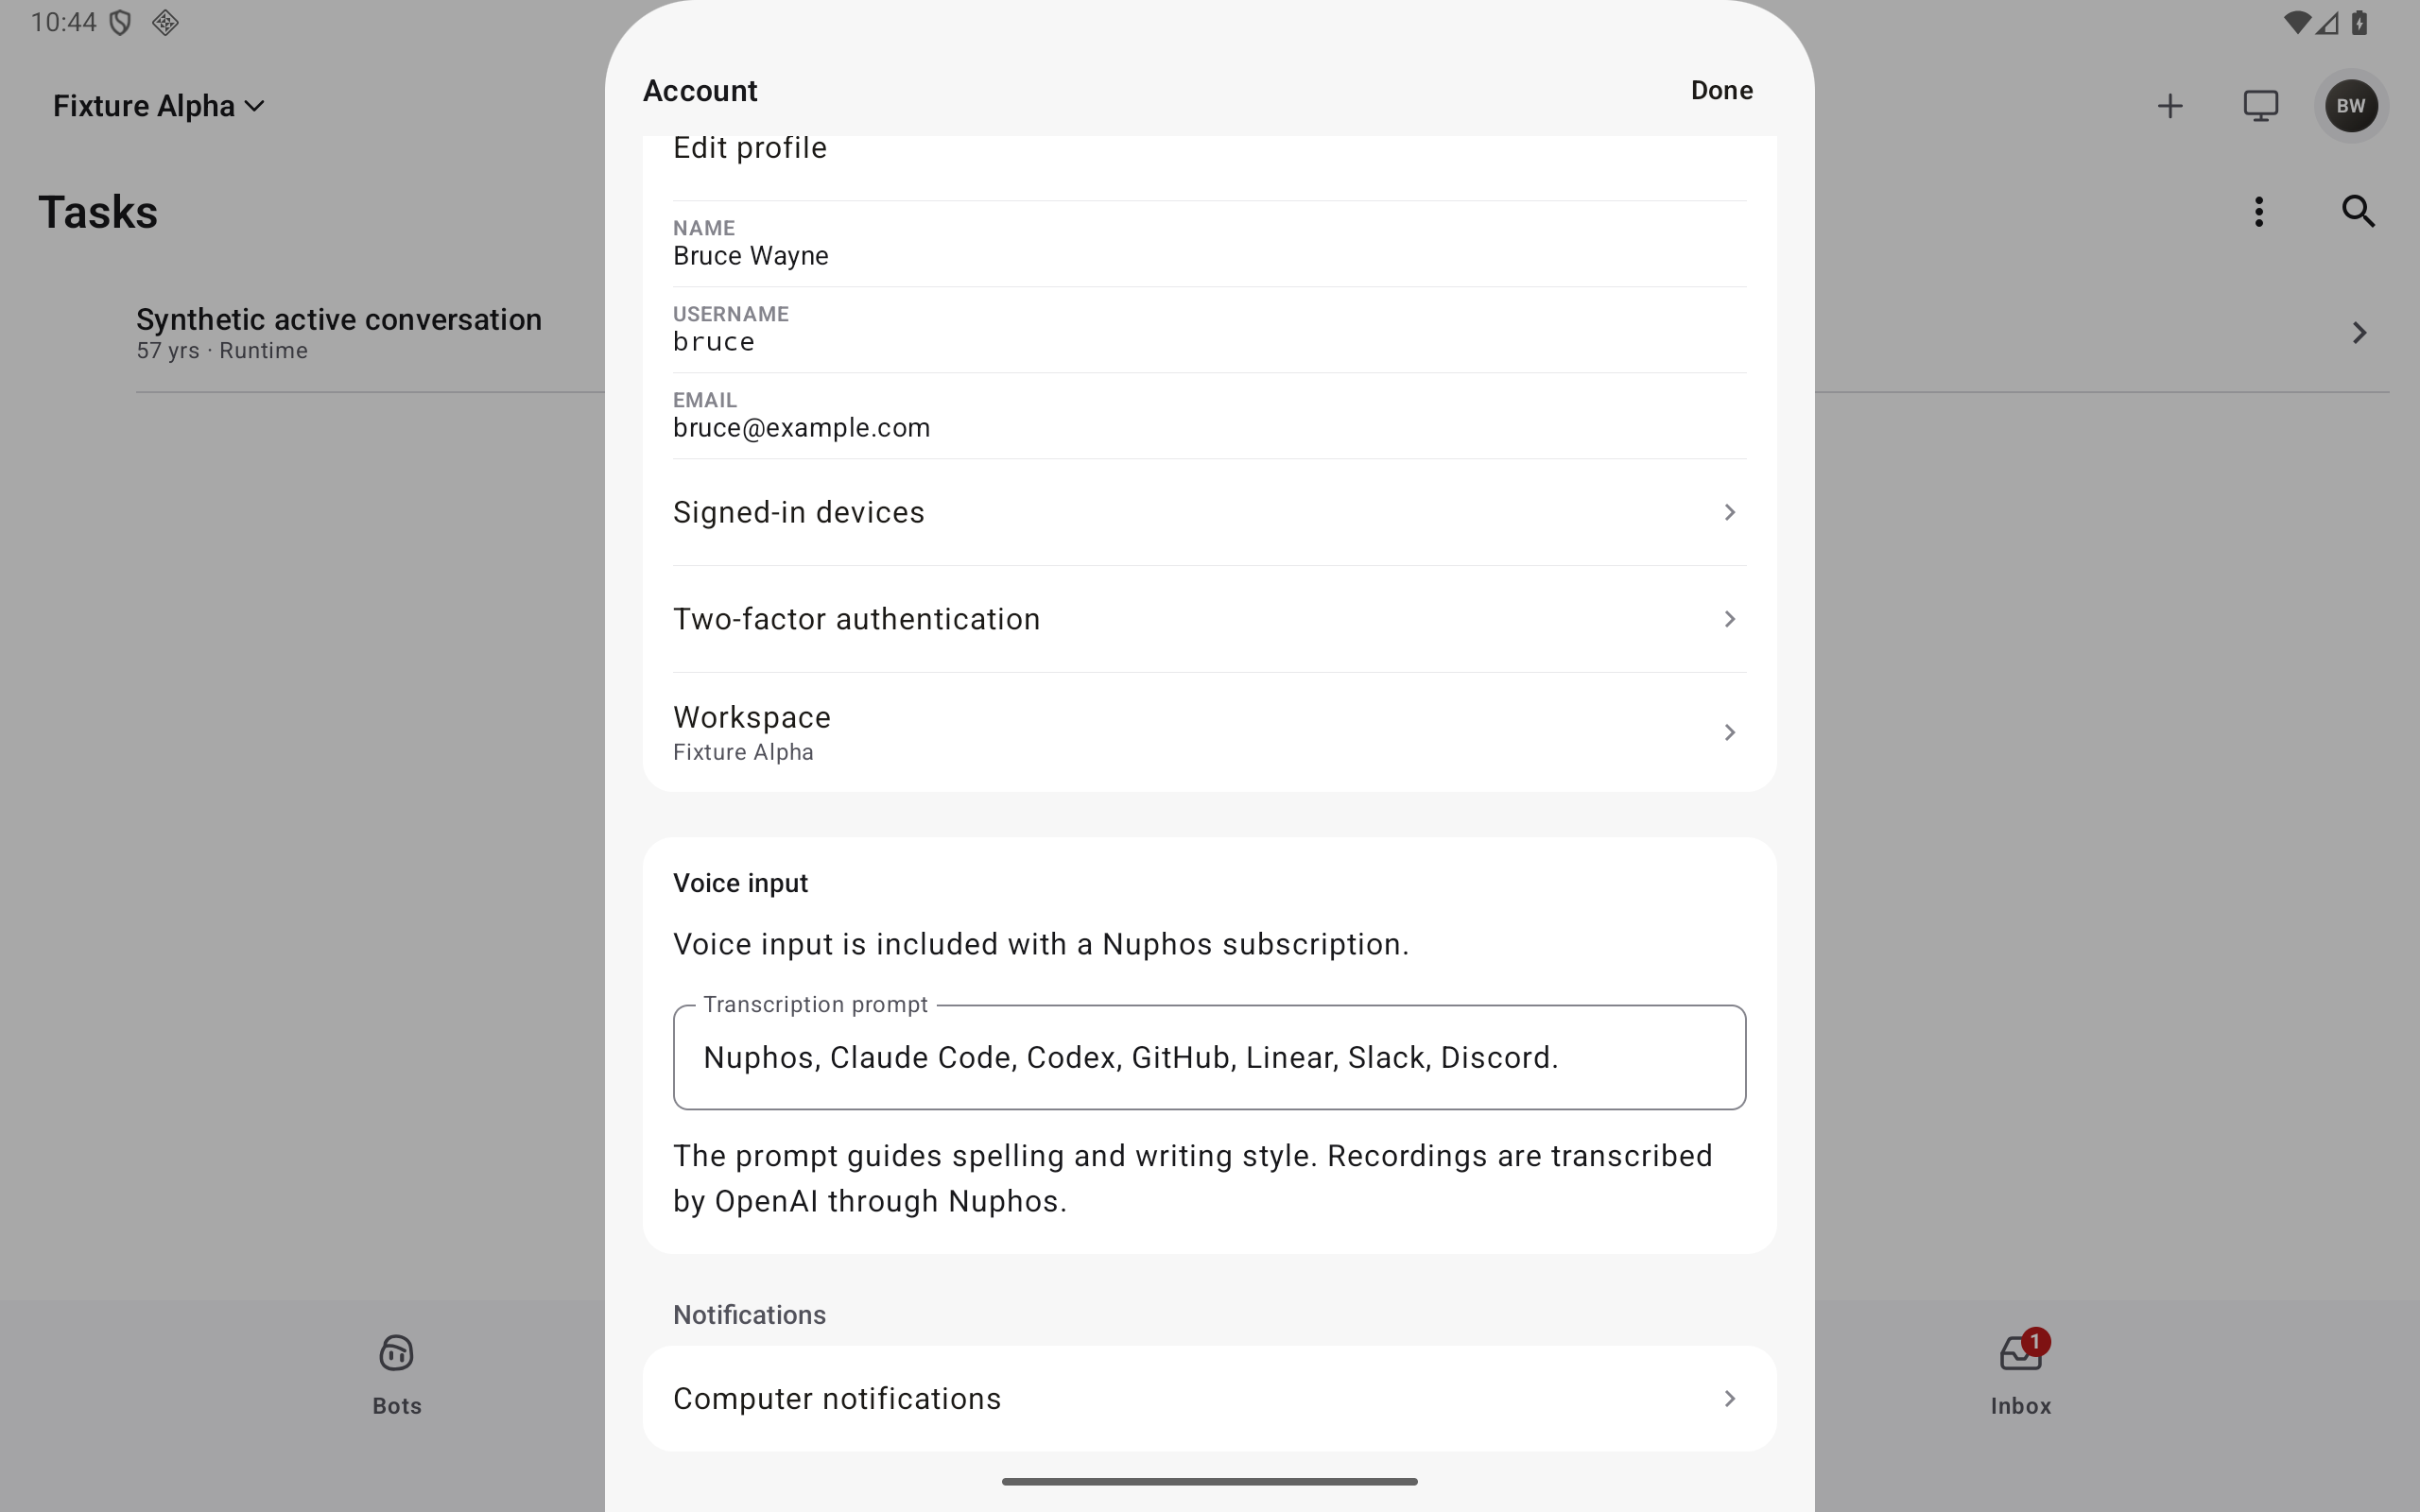 10:44
Fixture Alpha
BW
Tasks
Synthetic active conversation
57 yrs · Runtime
Bots
Inbox
1
Account
Done
Edit profile
NAME
Bruce Wayne
USERNAME
bruce
EMAIL
bruce@example.com
Signed-in devices
Two-factor authentication
Workspace
Fixture Alpha
Voice input
Voice input is included with a Nuphos subscription.
Transcription prompt
Nuphos, Claude Code, Codex, GitHub, Linear, Slack, Discord.
The prompt guides spelling and writing style. Recordings are transcribed
by OpenAI through Nuphos.
Notifications
Computer notifications